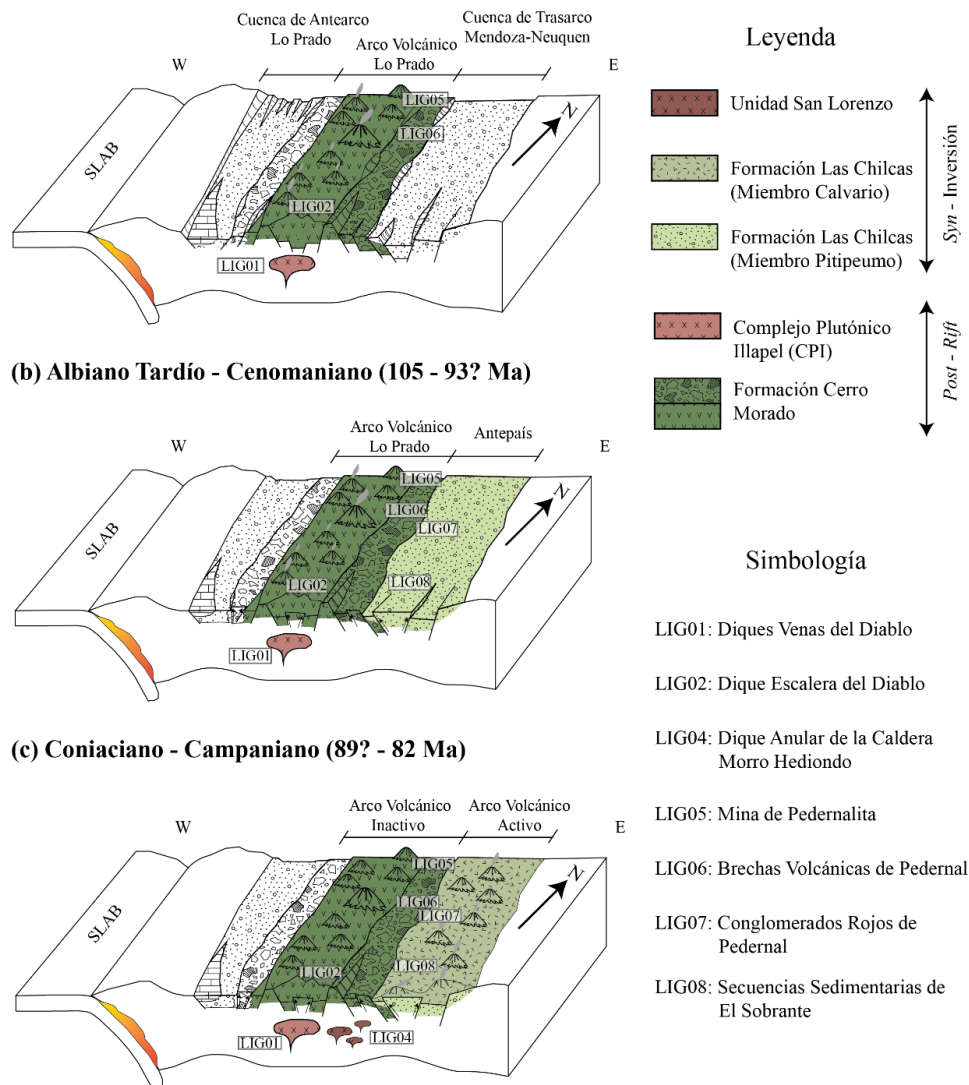 Cuenca de Antearco
Lo Prado
Arco Volcánico
Lo Prado
Cuenca de Trasarco
Mendoza-Neuquen
W
E
SLAB
N
LIG05
LIG06
LIG02
LIG01
(b) Albiano Tardío - Cenomaniano (105 - 93? Ma)
Arco Volcánico
Lo Prado
Antepaís
W
E
SLAB
N
LIG05
LIG06
LIG07
LIG02
LIG08
LIG01
(c) Coniaciano - Campaniano (89? - 82 Ma)
Arco Volcánico
Inactivo
Arco Volcánico
Activo
W
E
SLAB
N
LIG05
LIG06
LIG07
LIG02
LIG08
LIG01
LIG04
Leyenda
Unidad San Lorenzo
Formación Las Chilcas
(Miembro Calvario)
Formación Las Chilcas
(Miembro Pitipeumo)
Syn - Inversión
Complejo Plutónico
Illapel (CPI)
Formación Cerro
Morado
Post - Rift
Simbología
LIG01: Diques Venas del Diablo
LIG02: Dique Escalera del Diablo
LIG04: Dique Anular de la Caldera
Morro Hediondo
LIG05: Mina de Pedernalita
LIG06: Brechas Volcánicas de Pedernal
LIG07: Conglomerados Rojos de
Pedernal
LIG08: Secuencias Sedimentarias de
El Sobrante